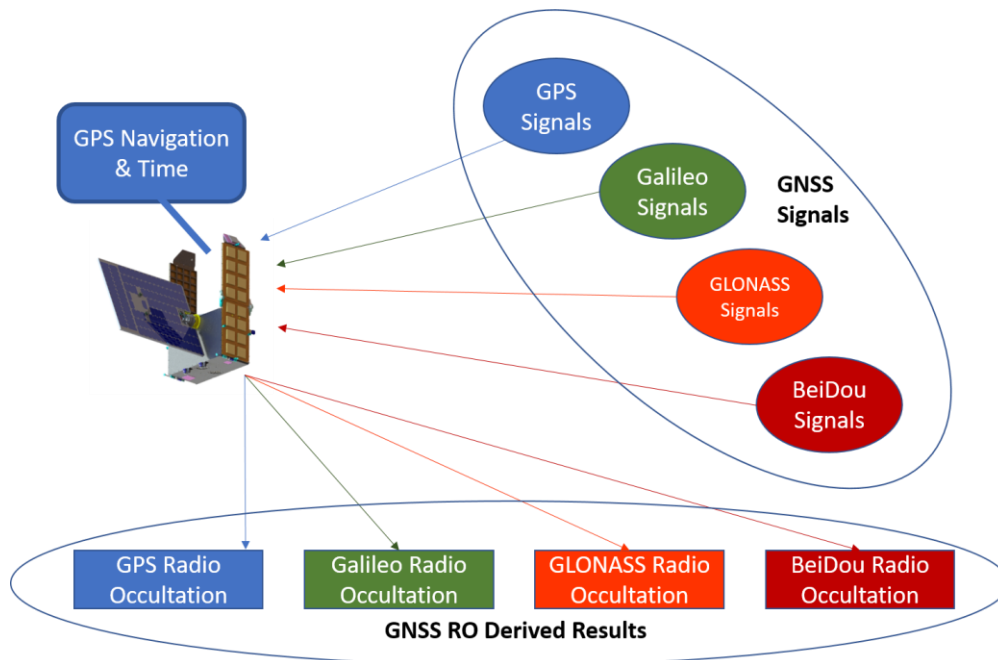 GPS Navigation
& Time
GPS
Signals
Galileo
Signals
GNSS
Signals
GLONASS
Signals
BeiDou
Signals
GPS Radio
Occultation
Galileo Radio
Occultation
GLONASS Radio
Occultation
BeiDou Radio
Occultation
GNSS RO Derived Results